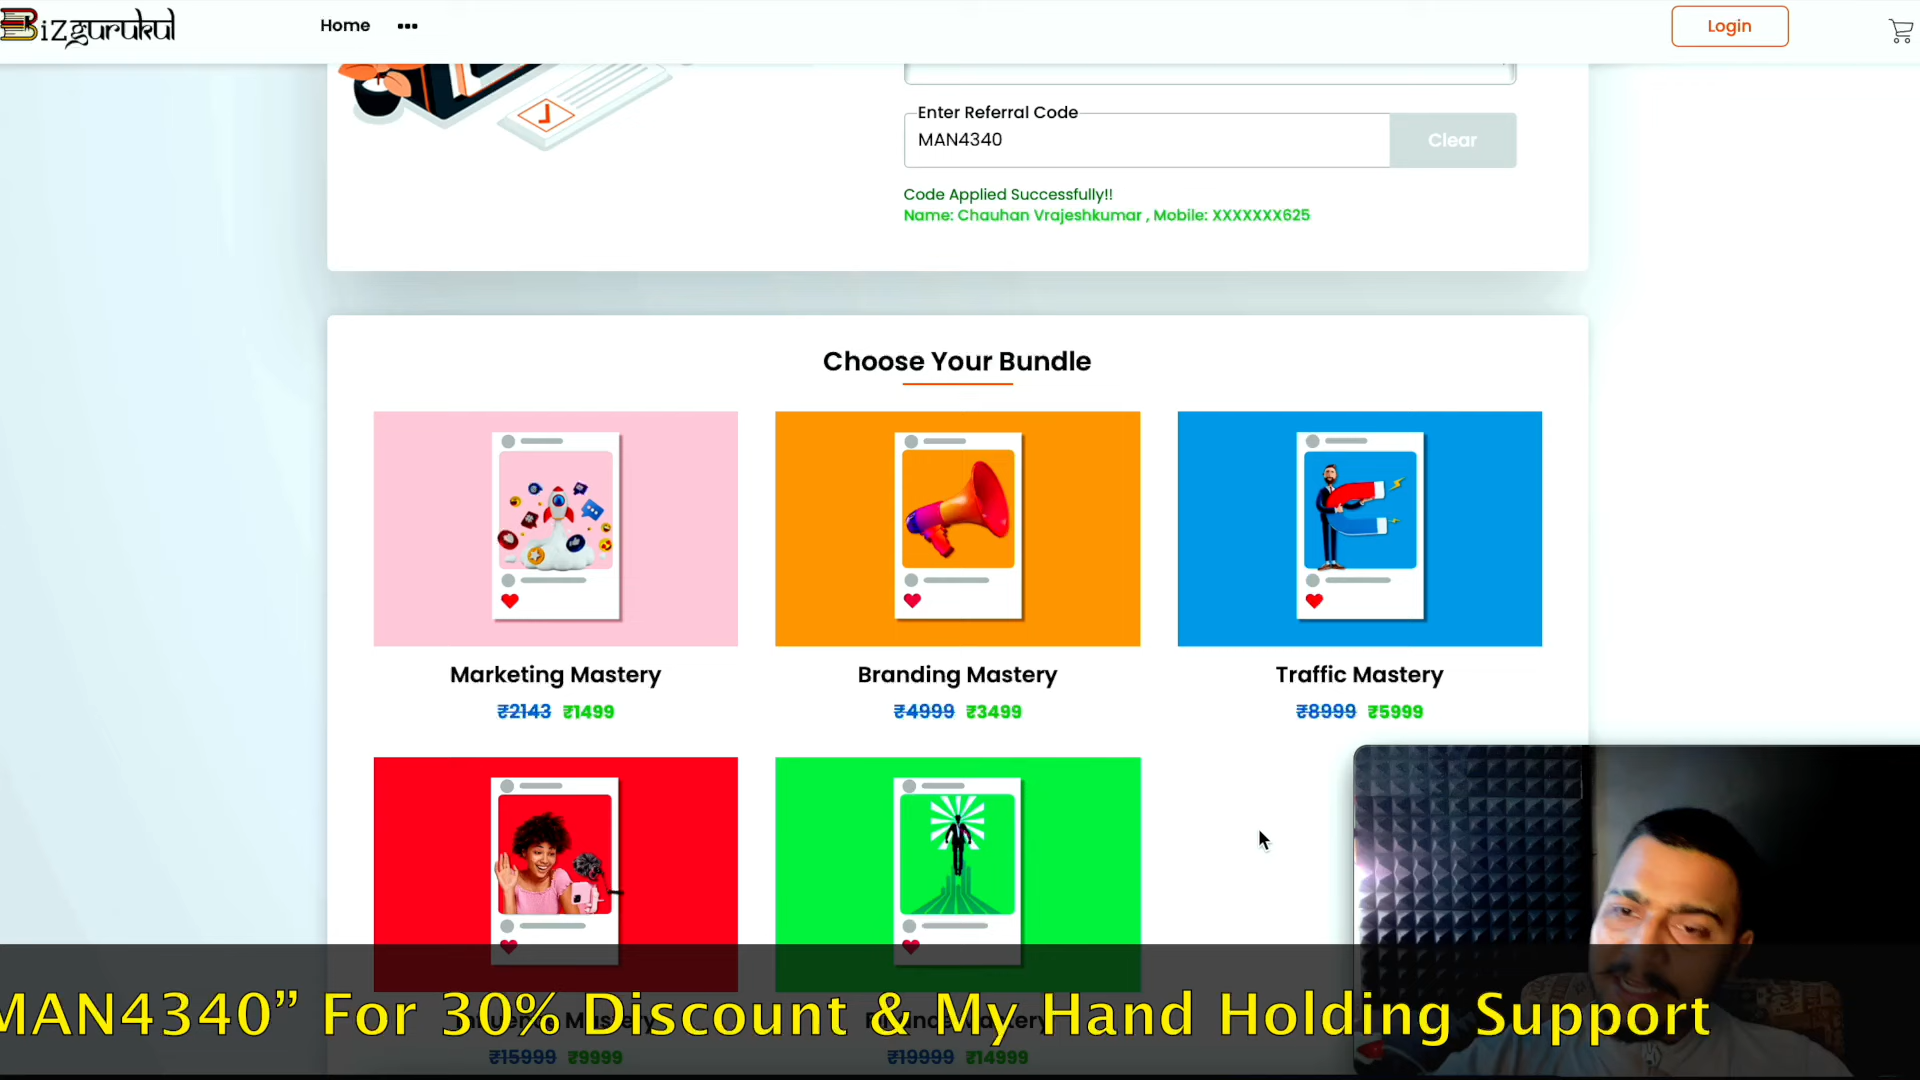 Bizgurukul
Home
Login
Enter Referral Code
MAN4340
Clear
Code Applied Successfully!!
Name: Chauhan Vrajeshkumar , Mobile: XXXXXXX625
Choose Your Bundle
Marketing Mastery
₹2143 ₹1499
Branding Mastery
₹4999 ₹3499
Traffic Mastery
₹8999 ₹5999
MAN4340” For 30% Discount & My Hand Holding Support
₹15999 ₹9999
₹19999 ₹14999